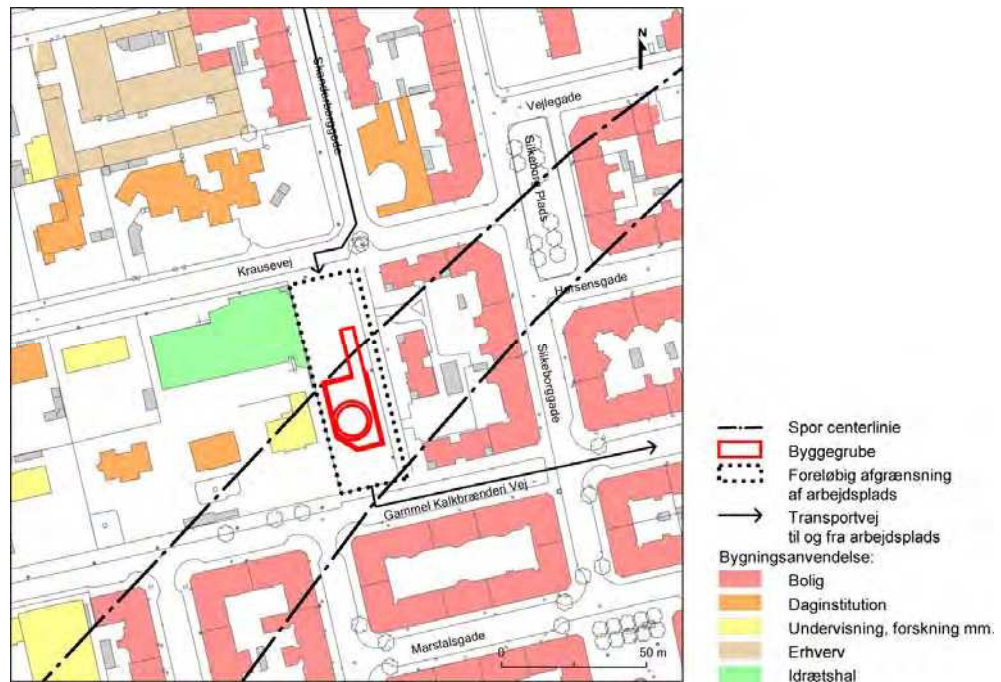 N
Skanderborggade
Vejlegade
Silkeborg Plads
Krausevej
Horsensgade
Silkeborggade
Gammel Kalkbrænderi Vej
Marstalsgade
0 50 m
Spor centerlinie
Byggegrube
Foreløbig afgrænsning
af arbejdsplads
Transportvej
til og fra arbejdsplads
Bygningsanvendelse:
Bolig
Daginstitution
Undervisning, forskning mm.
Erhverv
Idrætshal